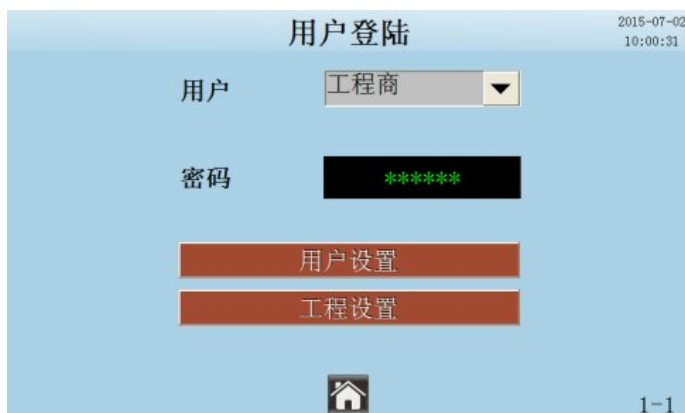 用户登陆
2015-07-02
10:00:31
用户 工程商
密码 ******
用户设置
工程设置
1-1